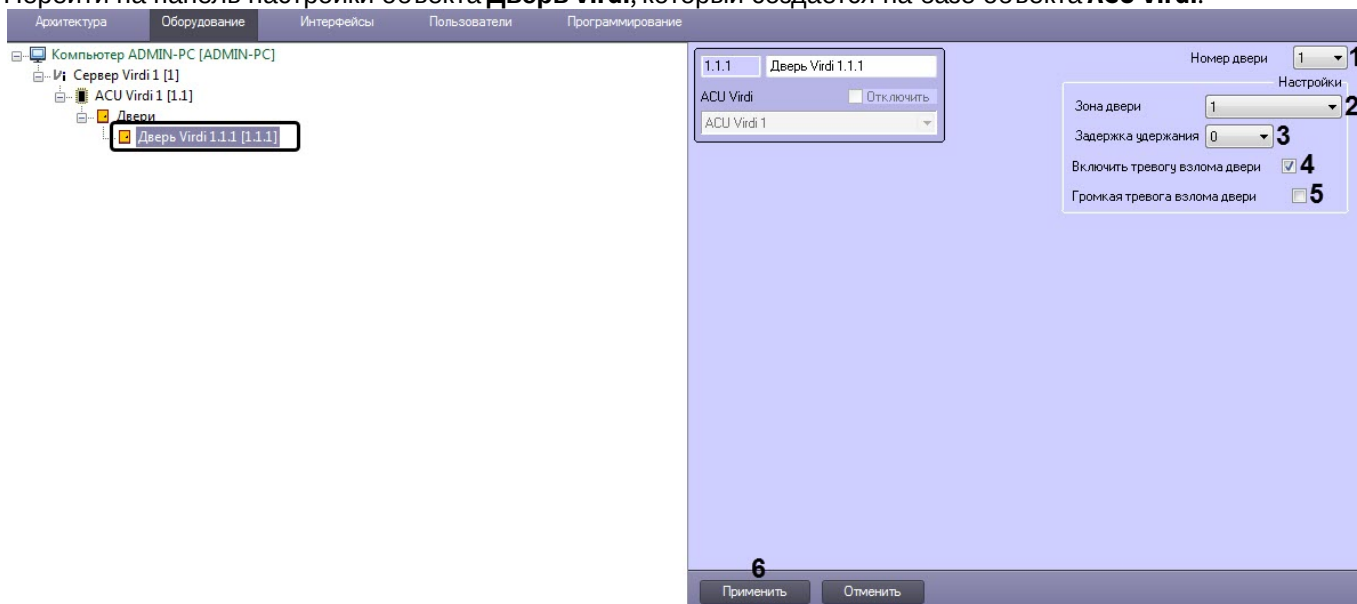 Перейти на панель настройки объекта Дверь Virdi, который создается на базе объекта ACU Virdi.
Архитектура Оборудование Интерфейсы Пользователи Программирование
Компьютер ADMIN-PC [ADMIN-PC]
Сервер Virdi 1 [1]
ACU Virdi 1 [1.1]
Двери
Дверь Virdi 1.1.1 [1.1.1]
1.1.1 Дверь Virdi 1.1.1
ACU Virdi Отключить
ACU Virdi 1
Номер двери 1 1
Настройки
Зона двери 1 2
Задержка удержания 0 3
Включить тревогу взлома двери 4
Громкая тревога взлома двери 5
6
Применить Отменить